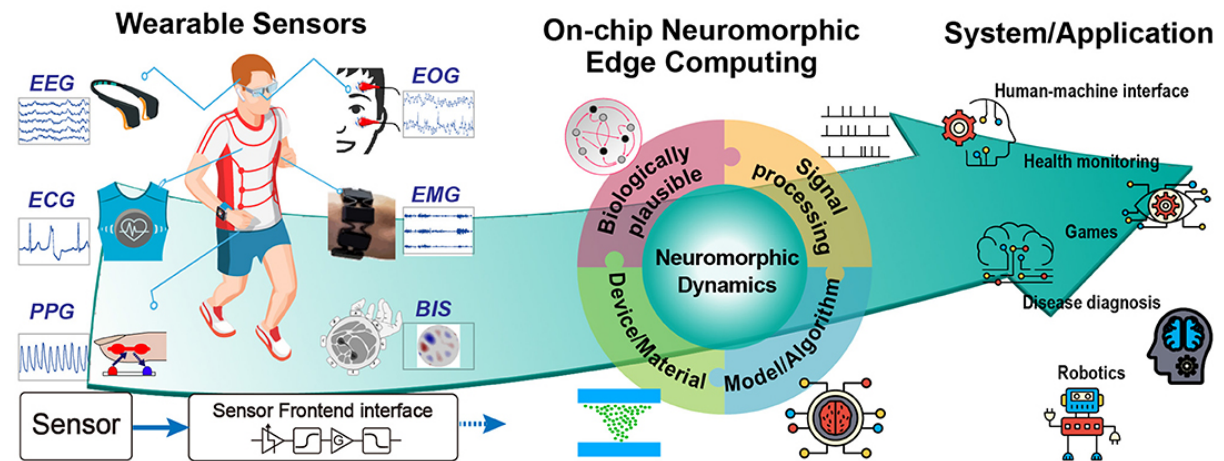 Wearable Sensors
On-chip Neuromorphic
Edge Computing
System/Application
EEG
EOG
ECG
EMG
PPG
BIS
Sensor
Sensor Frontend interface
G
Biologically
plausible
Signal
processing
Neuromorphic
Dynamics
Device/Material
Model/Algorithm
Human-machine interface
Health monitoring
Games
Disease diagnosis
Robotics